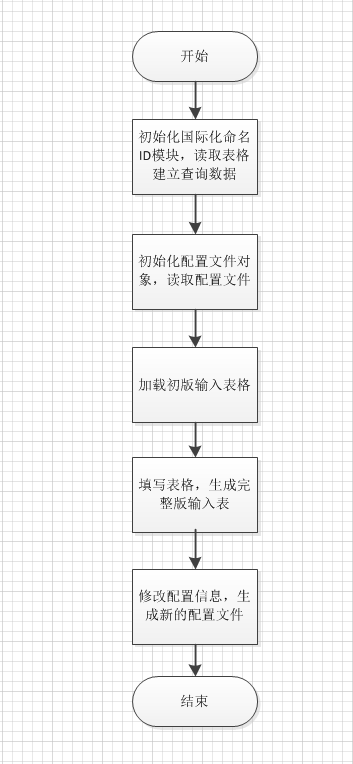 开始
初始化国际化命名
ID模块，读取表格
建立查询数据
初始化配置文件对
象，读取配置文件
加载初版输入表格
填写表格，生成完
整版输入表
修改配置信息，生
成新的配置文件
结束